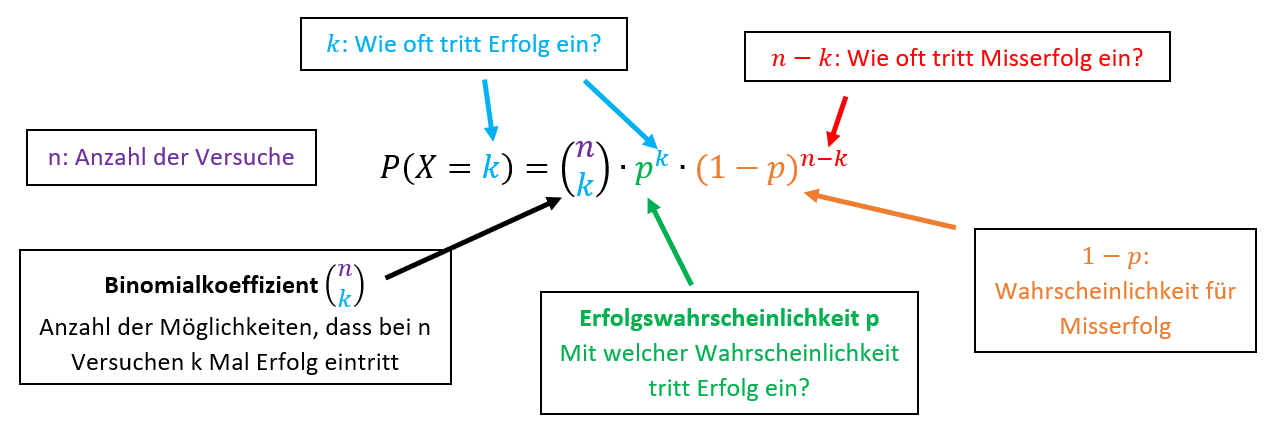 k: Wie oft tritt Erfolg ein?
n − k: Wie oft tritt Misserfolg ein?
n: Anzahl der Versuche
P(X = k) = (n k) · p^k · (1 − p)^{n−k}
Binomialkoeffizient (n k)
Anzahl der Möglichkeiten, dass bei n
Versuchen k Mal Erfolg eintritt
Erfolgswahrscheinlichkeit p
Mit welcher Wahrscheinlichkeit
tritt Erfolg ein?
1 − p:
Wahrscheinlichkeit für
Misserfolg